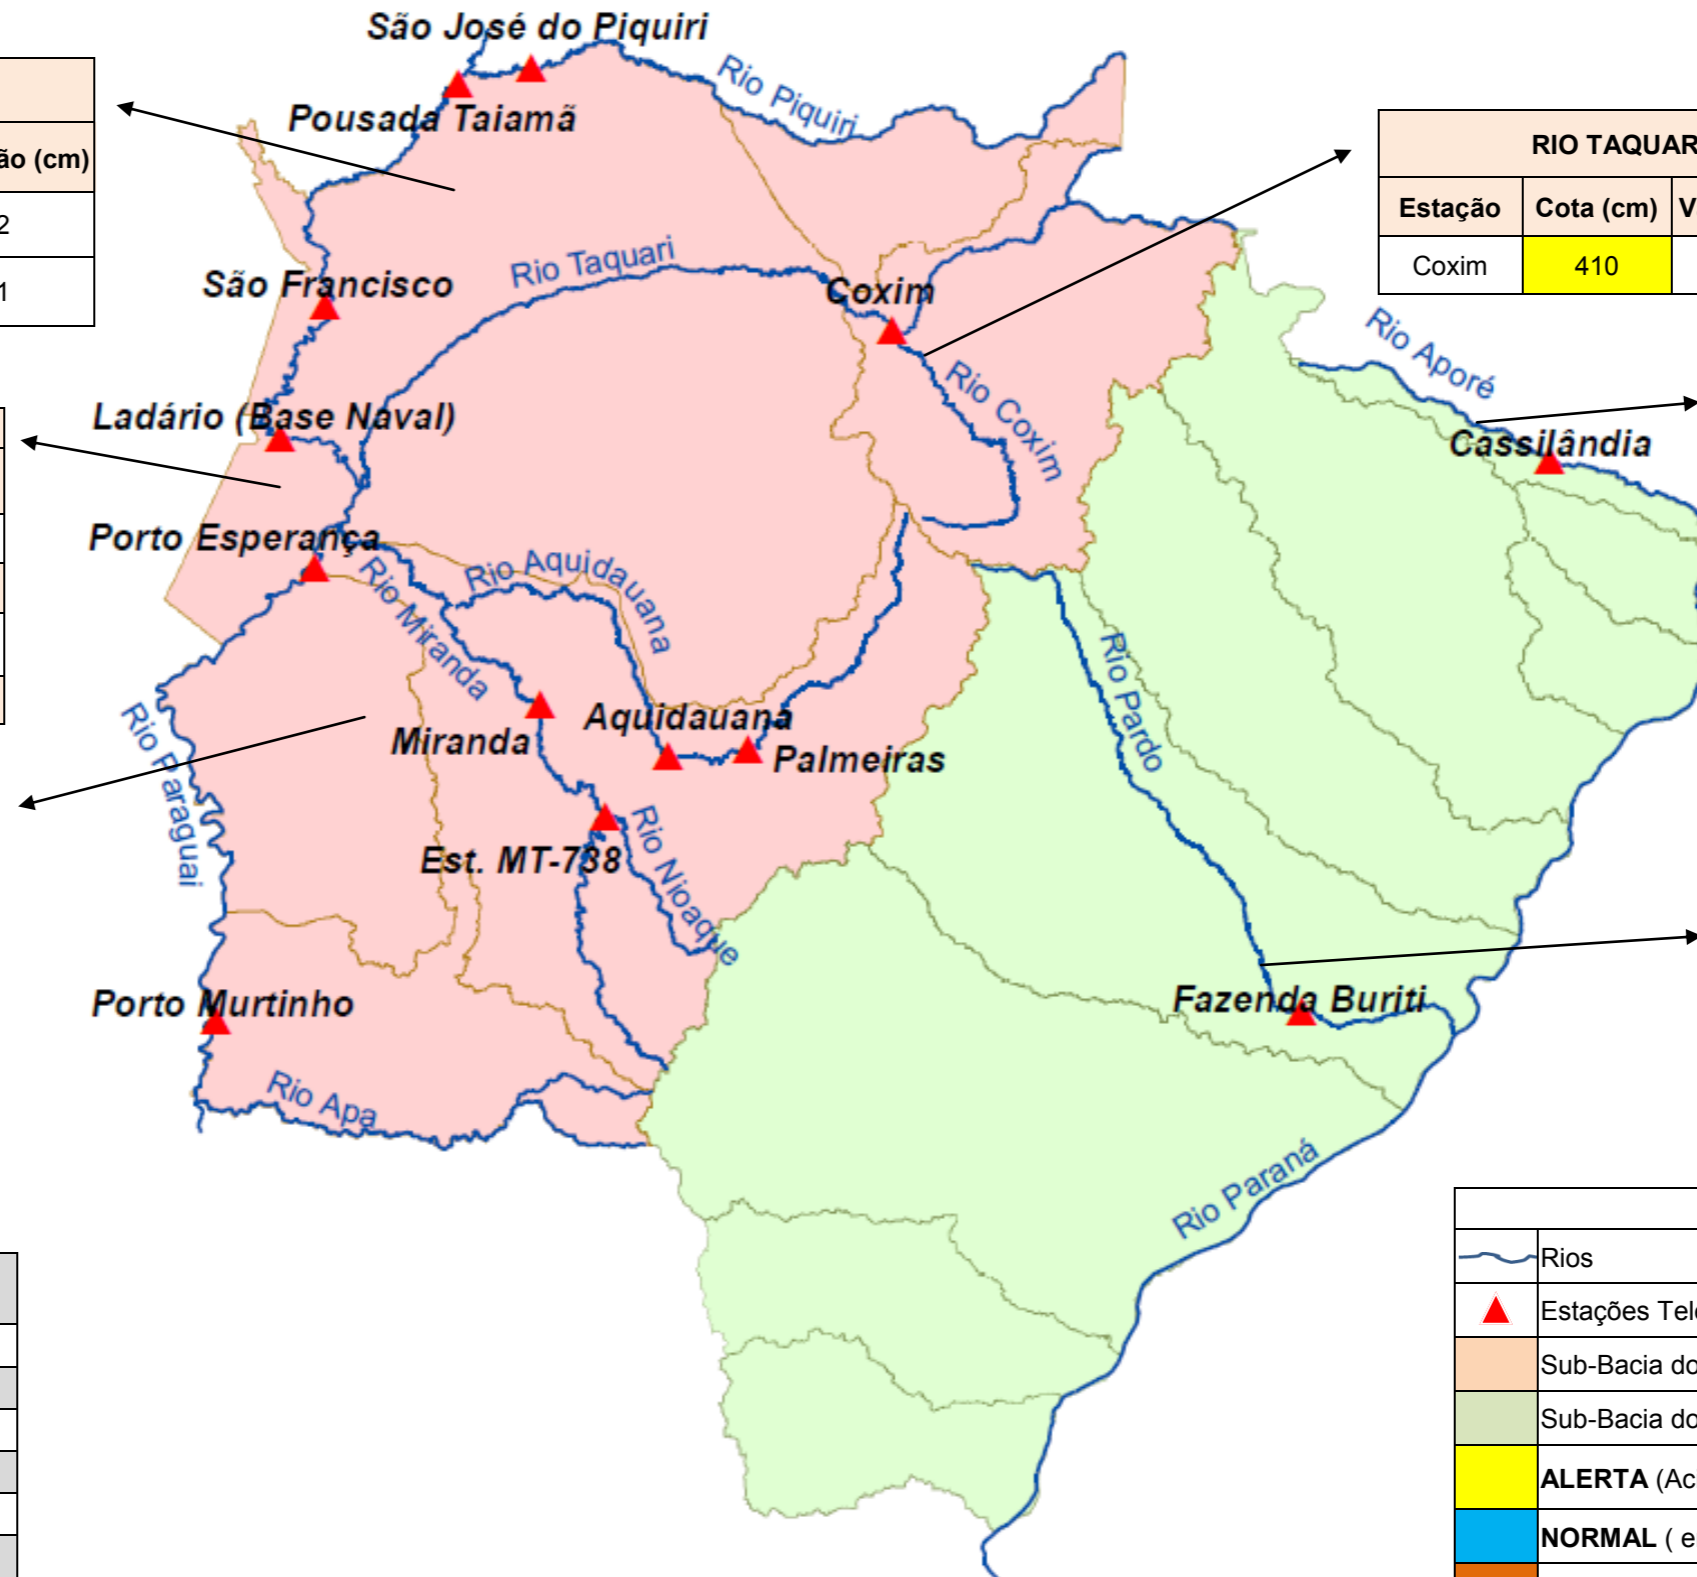 São José do Piquiri
Rio Piquiri
Pousada Taiamã
ão (cm)
2
1
RIO TAQUAR
Estação Cota (cm) V
Coxim 410
Rio Taquari
São Francisco
Coxim
Rio Aporé
Rio Coxim
Cassilândia
Ladário (Base Naval)
Porto Esperança
Rio Aquidauana
Rio Miranda
Rio Pardo
Aquidauana
Miranda
Palmeiras
Rio Paraguai
Est. MT-738
Rio Nioaque
Porto Murtinho
Fazenda Buriti
Rio Apa
Rio Paraná
Rios
Estações Tel
Sub-Bacia do
Sub-Bacia do
ALERTA (Ac
NORMAL ( e